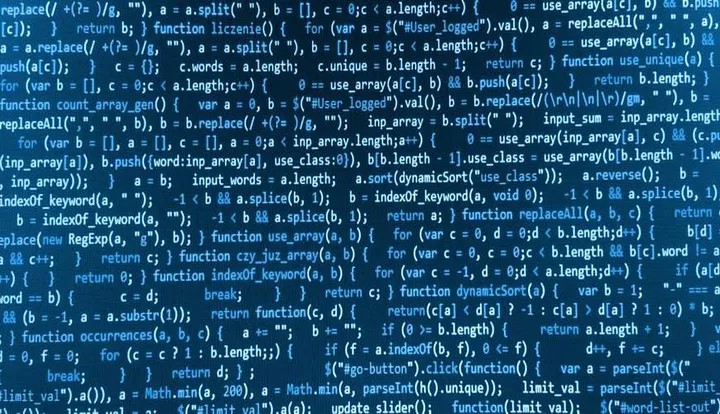 replace(/ +(?= )/g, ""), a = a.split(" "), b = [], c = 0;c < a.length;c++) {     0 == use_array(a[c], b) && b.push
(a[c]);   }   return b; } function liczenie() {   for (var a = $("#User_logged").val(), a = replaceAll(",", " ", a),
a = a.replace(/ +(?= )/g, ""), a = a.split(" "), b = [], c = 0;c < a.length;c++) {     0 == use_array(a[c], b) &&
push(a[c]);   }   c = {};   c.words = a.length;   c.unique = b.length - 1;   return c; } function use_unique(a) {
for (var b = [], c = 0;c < a.length;c++) {     0 == use_array(a[c], b) && b.push(a[c]);   }   return b.length; }
function count_array_gen() {   var a = 0, b = $("#User_logged").val(), b = b.replace(/(\r\n|\n|\r)/gm, " "), b =
replaceAll(",", " ", b), b = b.replace(/ +(?= )/g, "");   inp_array = b.split(" ");   input_sum = inp_array.length
for (var b = [], a = [], c = [], a = 0;a < inp_array.length;a++) {     0 == use_array(inp_array[a], c) && (c.pu
(inp_array[a]), b.push({word:inp_array[a], use_class:0}), b[b.length - 1].use_class = use_array(b[b.length - 1].wo
, inp_array));   }   a = b;   input_words = a.length;   a.sort(dynamicSort("use_class"));   a.reverse();   b =
indexOf_keyword(a, " ");   -1 < b && a.splice(b, 1);   b = indexOf_keyword(a, void 0);   -1 < b && a.splice(b, 1)
b = indexOf_keyword(a, "");   -1 < b && a.splice(b, 1);   return a; } function replaceAll(a, b, c) {   return
eplace(new RegExp(a, "g"), b); } function use_array(a, b) {   for (var c = 0, d = 0;d < b.length;d++) {     b[d]
a && c++;   }   return c; } function czy_juz_array(a, b) {   for (var c = 0, c = 0;c < b.length && b[c].word != a
++) {   }   return 0; } function indexOf_keyword(a, b) {   for (var c = -1, d = 0;d < a.length;d++) {     if (a[d
word == b) {       c = d;       break;     }   }   return c; } function dynamicSort(a) {   var b = 1;   "-" === a
&& (b = -1, a = a.substr(1));   return function(c, d) {     return(c[a] < d[a] ? -1 : c[a] > d[a] ? 1 : 0) * b;
} function occurrences(a, b, c) {   a += "";   b += "";   if (0 >= b.length) {     return a.length + 1;   }
d = 0, f = 0;   for (c = c ? 1 : b.length;;) {     if (f = a.indexOf(b, f), 0 <= f) {       d++, f += c;     } el
{       break;     }   }   return d; } ;             $("#go-button").click(function() {   var a = parseInt($("
#limit_val").a()), a = Math.min(a, 200), a = Math.min(a, parseInt(h().unique));   limit_val = parseInt($("#limit
"#limit_val").a(a);   update_slider();   function(limit_val);   $("#word-list-out")